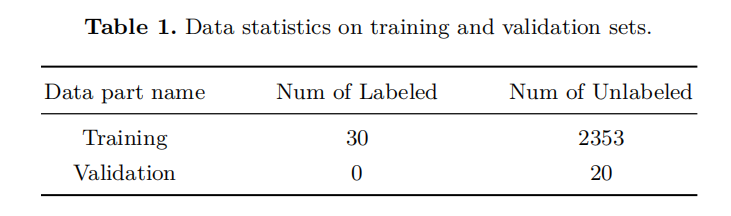 Table 1. Data statistics on training and validation sets.
Data part name Num of Labeled Num of Unlabeled
Training 30 2353
Validation 0 20